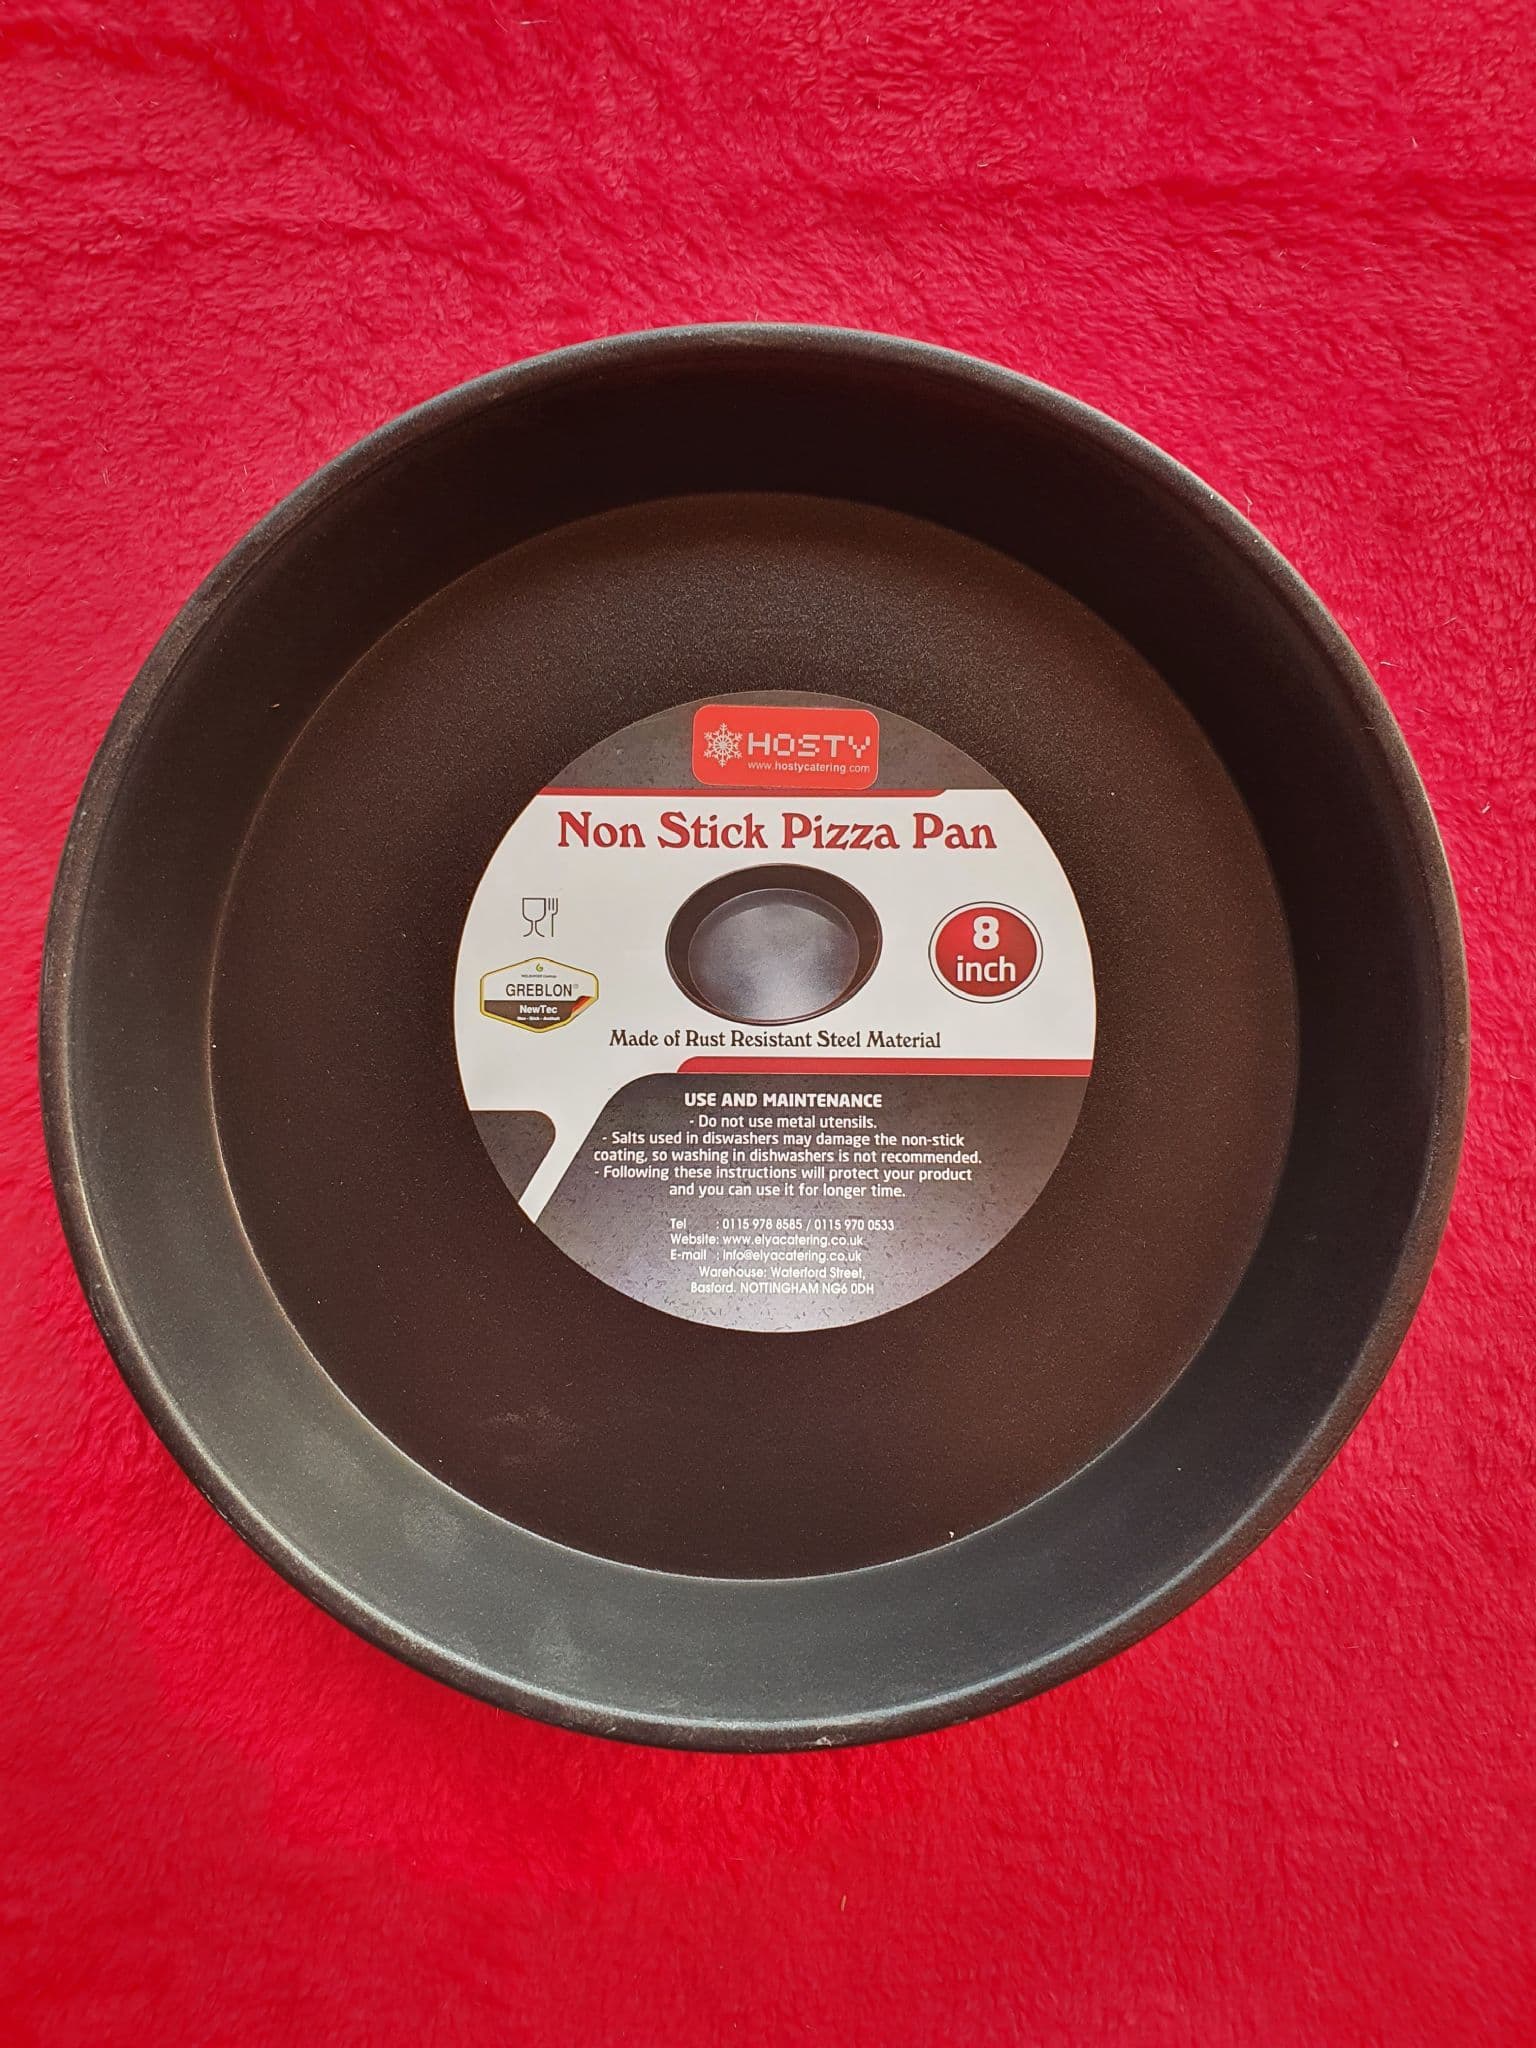 HOSTY
www.hostycatering.com
Non Stick Pizza Pan
8
inch
GREBLON®
NewTec
Made of Rust Resistant Steel Material
USE AND MAINTENANCE
- Do not use metal utensils.
- Salts used in diswashers may damage the non-stick
coating, so washing in dishwashers is not recommended.
- Following these instructions will protect your product
and you can use it for longer time.
Tel : 0115 978 8585 / 0115 970 0533
Website: www.elyacatering.co.uk
E-mail : info@elyacatering.co.uk
Warehouse: Waterford Street,
Basford. NOTTINGHAM NG6 0DH